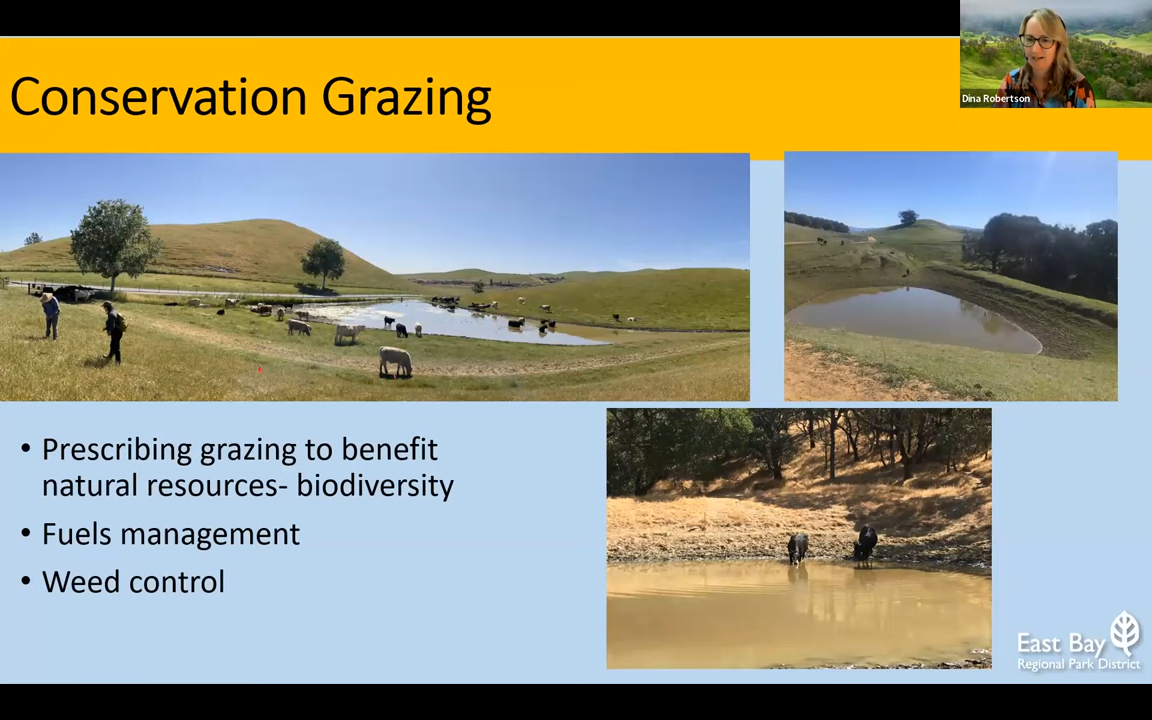 Conservation Grazing
Dina Robertson
• Prescribing grazing to benefit
natural resources- biodiversity
• Fuels management
• Weed control
East Bay
Regional Park District